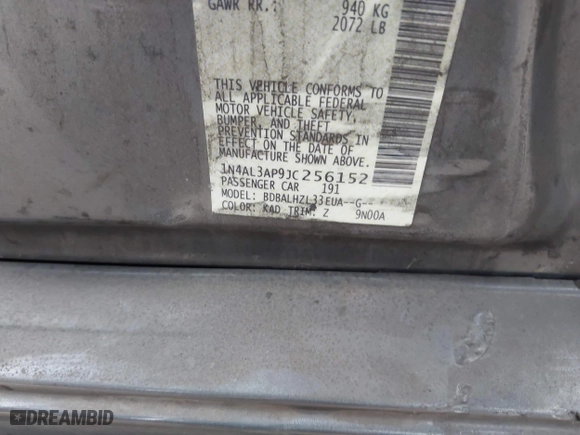 GAWR RR.: 940 KG
2072 LB
THIS VEHICLE CONFORMS TO
ALL APPLICABLE FEDERAL
MOTOR VEHICLE SAFETY,
BUMPER, AND THEFT
PREVENTION STANDARDS IN
EFFECT ON THE DATE OF
MANUFACTURE SHOWN ABOVE.
1N4AL3AP9JC256152
PASSENGER CAR 191
MODEL: BDBALHZL33EUA--G--
COLOR: KAD TRIM: Z 9N00A
DREAMBID